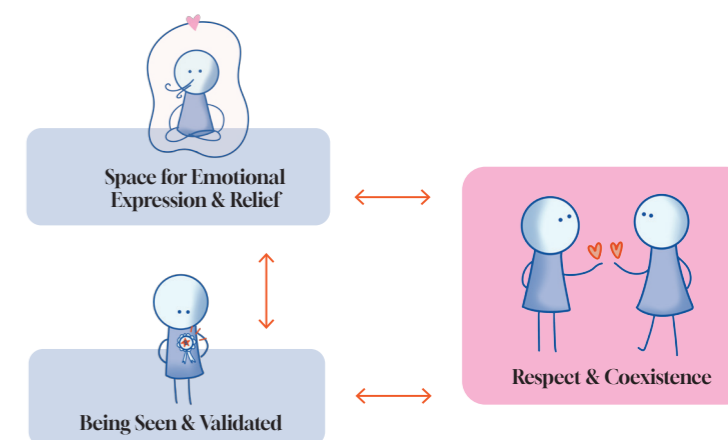 Space for Emotional
Expression & Relief
Being Seen & Validated
Respect & Coexistence